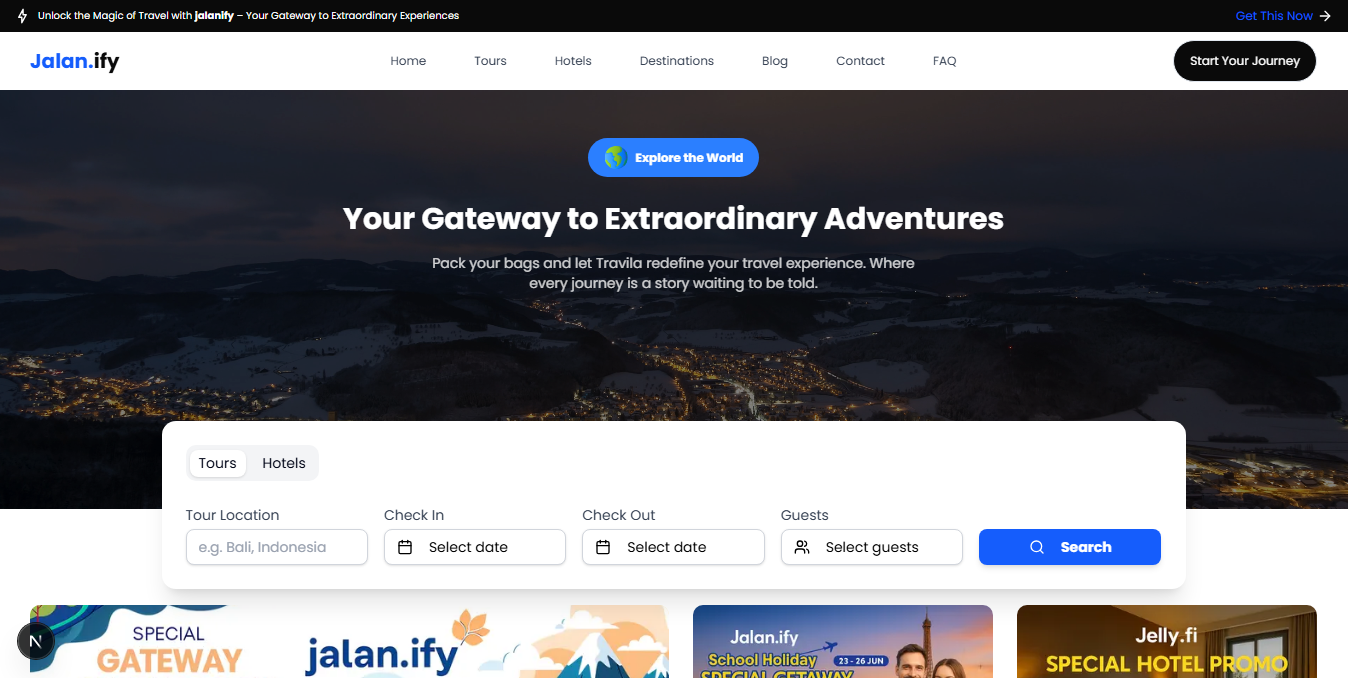 Unlock the Magic of Travel with jalanify – Your Gateway to Extraordinary Experiences
Get This Now
Jalan.ify
Home
Tours
Hotels
Destinations
Blog
Contact
FAQ
Start Your Journey
Explore the World
Your Gateway to Extraordinary Adventures
Pack your bags and let Travila redefine your travel experience. Where
every journey is a story waiting to be told.
Tours
Hotels
Tour Location
Check In
Check Out
Guests
e.g. Bali, Indonesia
Select date
Select date
Select guests
Search
N
SPECIAL
GATEWAY
jalan.ify
Jalan.ify
School Holiday
23 - 26 JUN
SPECIAL GETAWAY
Jelly.fi
SPECIAL HOTEL PROMO